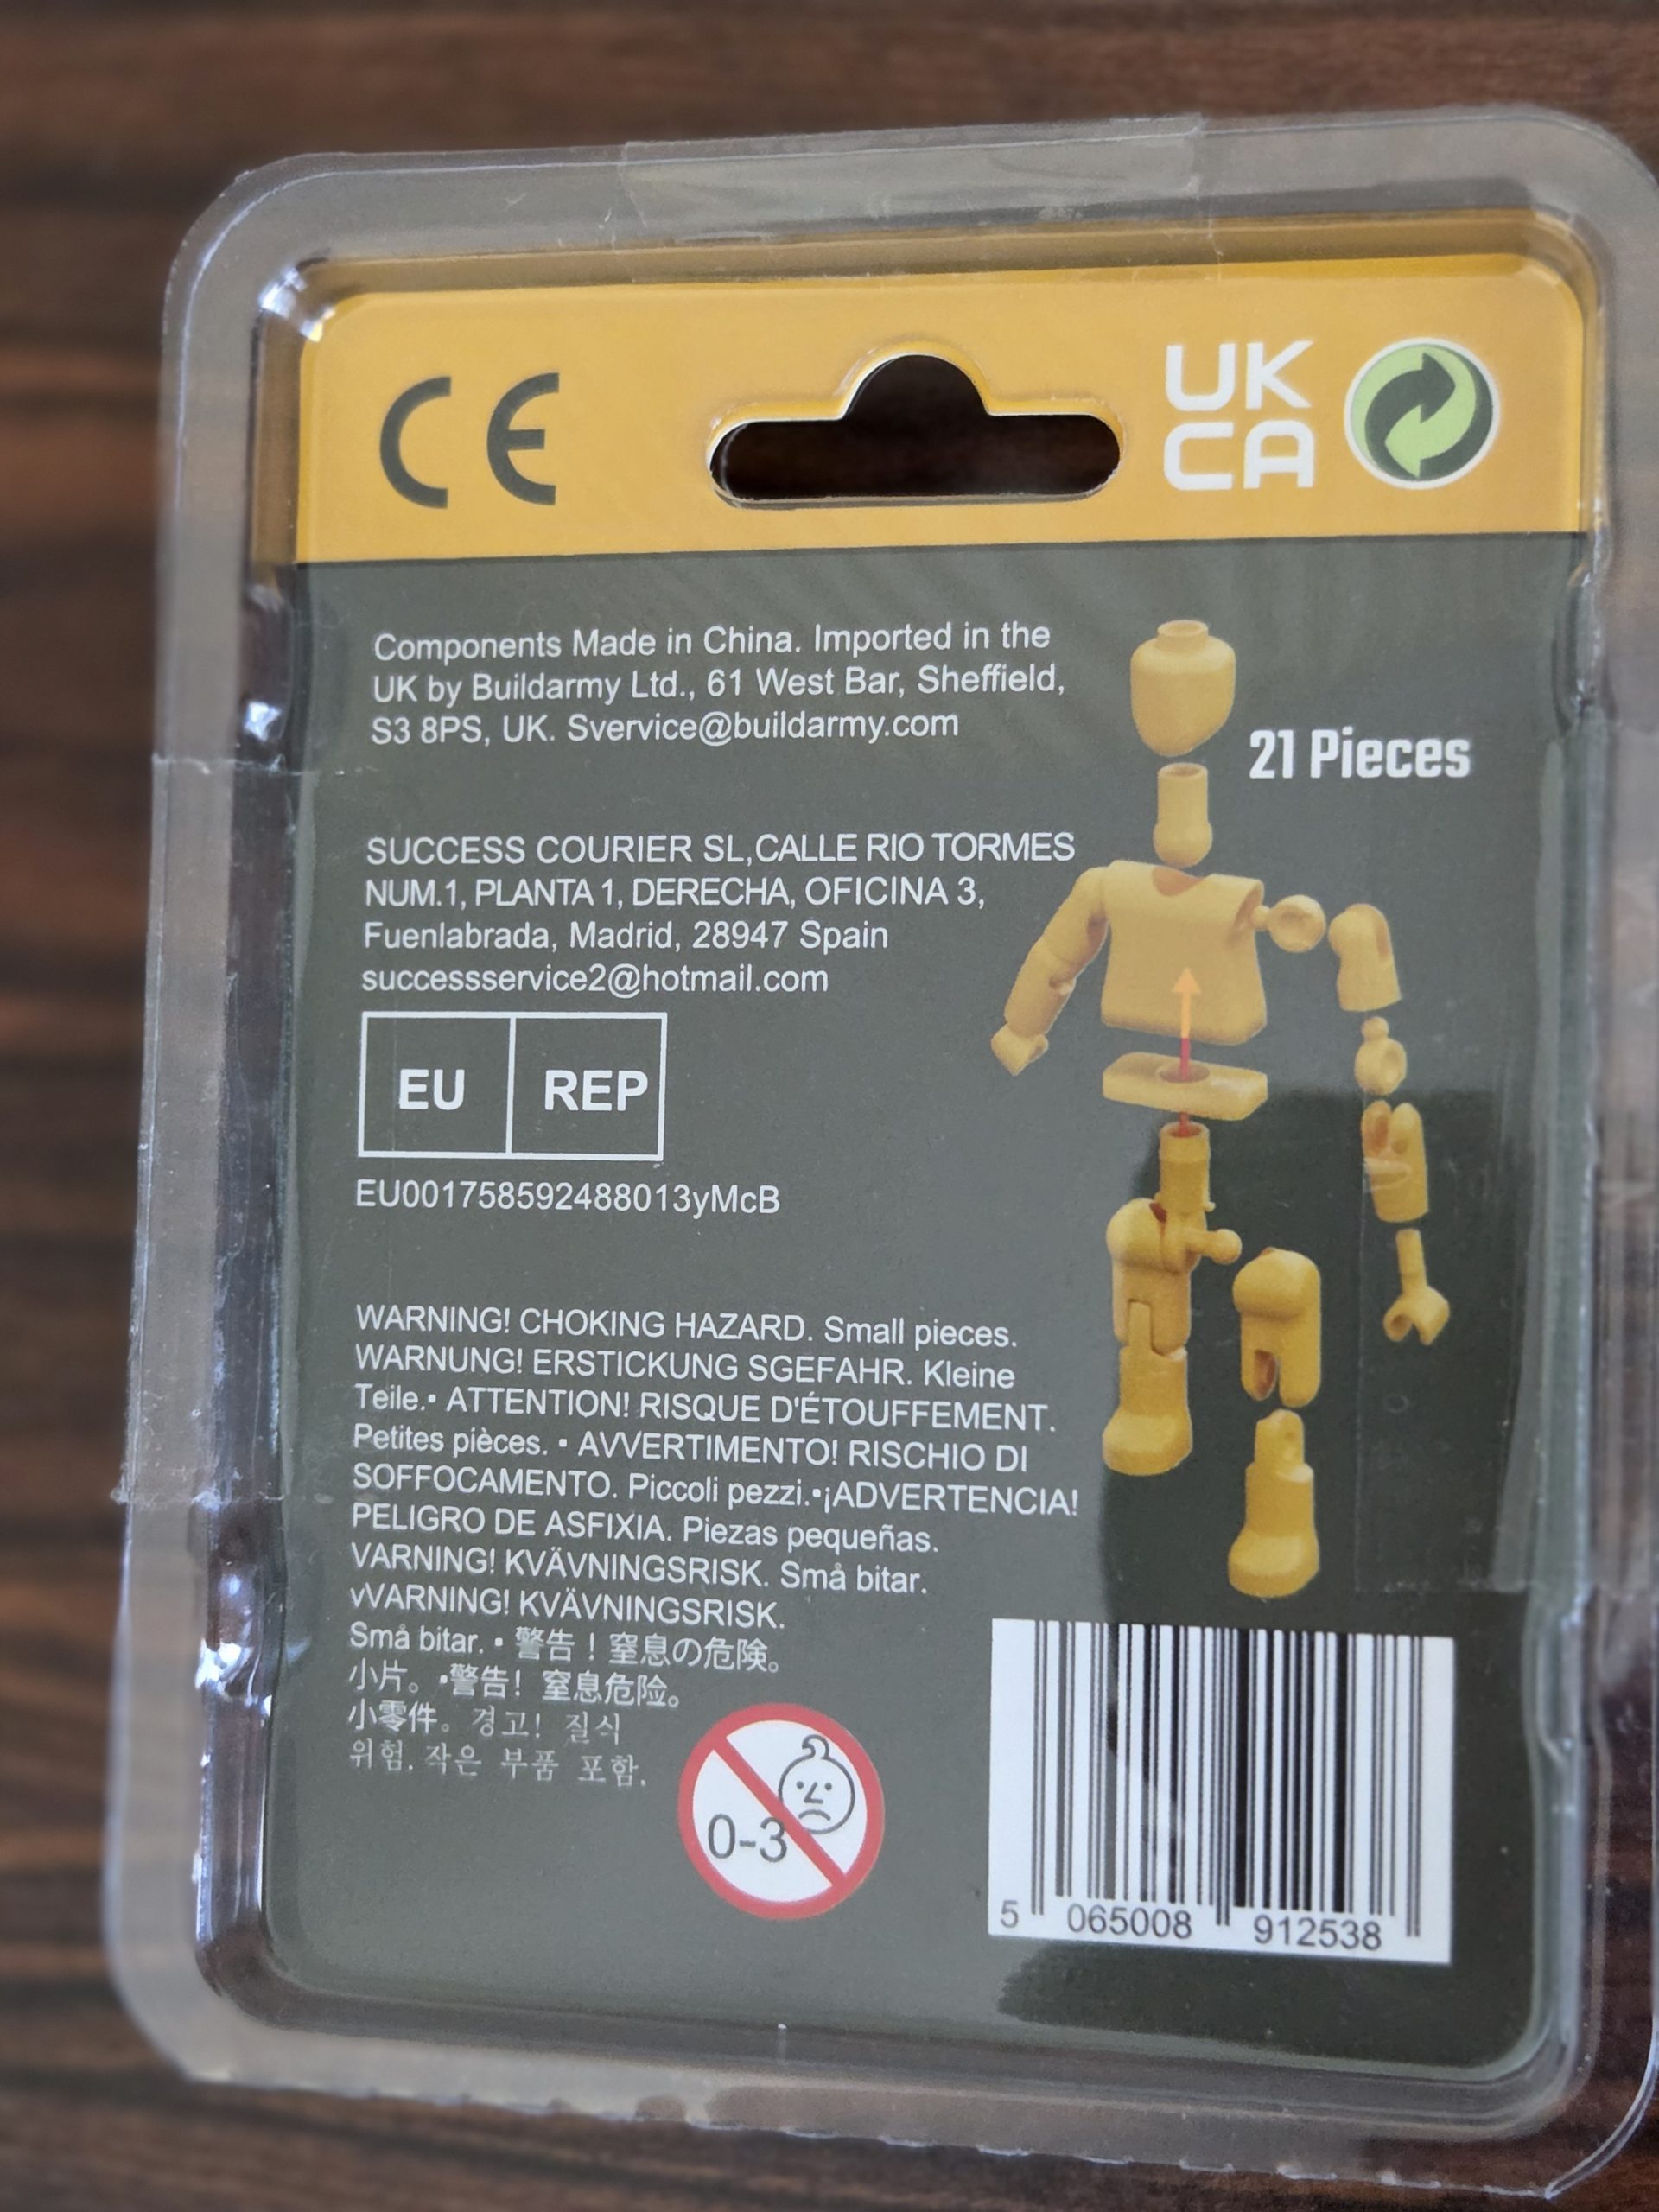 CE
UK
CA
Components Made in China. Imported in the
UK by Buildarmy Ltd., 61 West Bar, Sheffield,
S3 8PS, UK. Svervice@buildarmy.com
21 Pieces
SUCCESS COURIER SL,CALLE RIO TORMES
NUM.1, PLANTA 1, DERECHA, OFICINA 3,
Fuenlabrada, Madrid, 28947 Spain
successservice2@hotmail.com
EU REP
EU001758592488013yMcB
WARNING! CHOKING HAZARD. Small pieces.
WARNUNG! ERSTICKUNG SGEFAHR. Kleine
Teile.• ATTENTION! RISQUE D'ÉTOUFFEMENT.
Petites pièces. • AVVERTIMENTO! RISCHIO DI
SOFFOCAMENTO. Piccoli pezzi.•¡ADVERTENCIA!
PELIGRO DE ASFIXIA. Piezas pequeñas.
VARNING! KVÄVNINGSRISK. Små bitar.
vVARNING! KVÄVNINGSRISK.
Små bitar. • 警告！窒息の危険。
小片。•警告！窒息危险。
小零件。경고! 질식
위험. 작은 부품 포함.
0-3
5 065008 912538